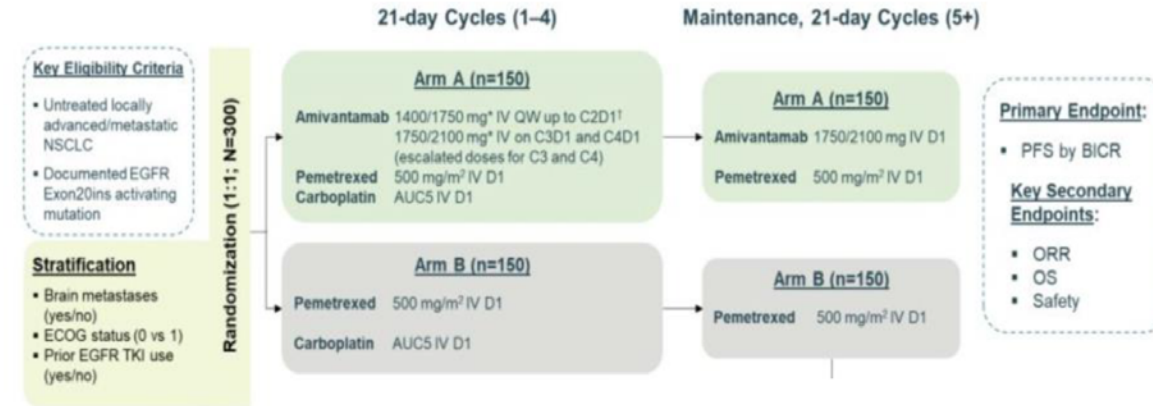 21-day Cycles (1–4)
Maintenance, 21-day Cycles (5+)
Key Eligibility Criteria
▪ Untreated locally
advanced/metastatic
NSCLC
▪ Documented EGFR
Exon20ins activating
mutation
Stratification
▪ Brain metastases
(yes/no)
▪ ECOG status (0 vs 1)
▪ Prior EGFR TKI use
(yes/no)
Randomization (1:1; N=300)
Arm A (n=150)
Amivantamab 1400/1750 mg* IV QW up to C2D1†
1750/2100 mg* IV on C3D1 and C4D1
(escalated doses for C3 and C4)
Pemetrexed 500 mg/m² IV D1
Carboplatin AUC5 IV D1
Arm B (n=150)
Pemetrexed 500 mg/m² IV D1
Carboplatin AUC5 IV D1
Arm A (n=150)
Amivantamab 1750/2100 mg IV D1
Pemetrexed 500 mg/m² IV D1
Arm B (n=150)
Pemetrexed 500 mg/m² IV D1
Primary Endpoint:
▪ PFS by BICR
Key Secondary
Endpoints:
▪ ORR
▪ OS
▪ Safety